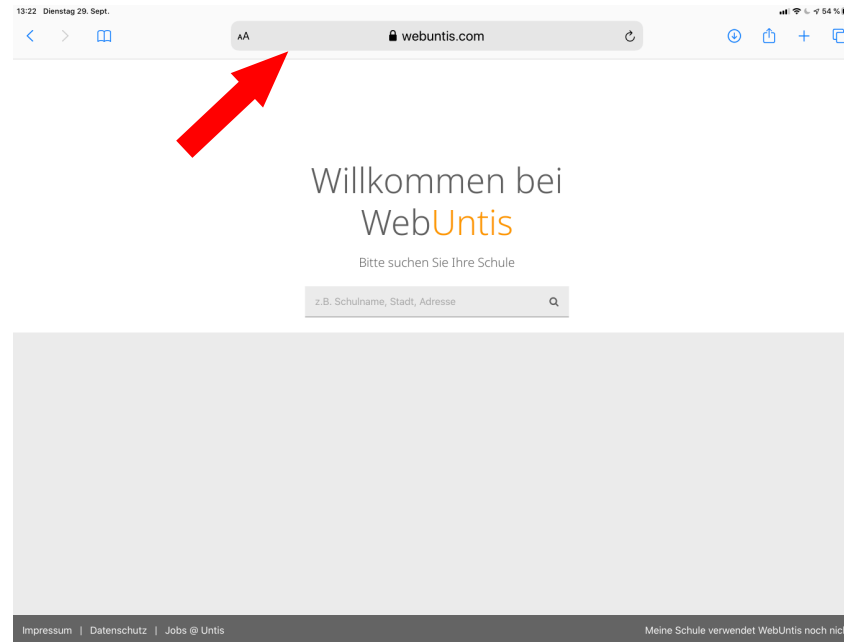 13:22 Dienstag 29. Sept.
54 %
AA
webuntis.com
Willkommen bei
WebUntis
Bitte suchen Sie Ihre Schule
z.B. Schulname, Stadt, Adresse
Impressum | Datenschutz | Jobs @ Untis
Meine Schule verwendet WebUntis noch